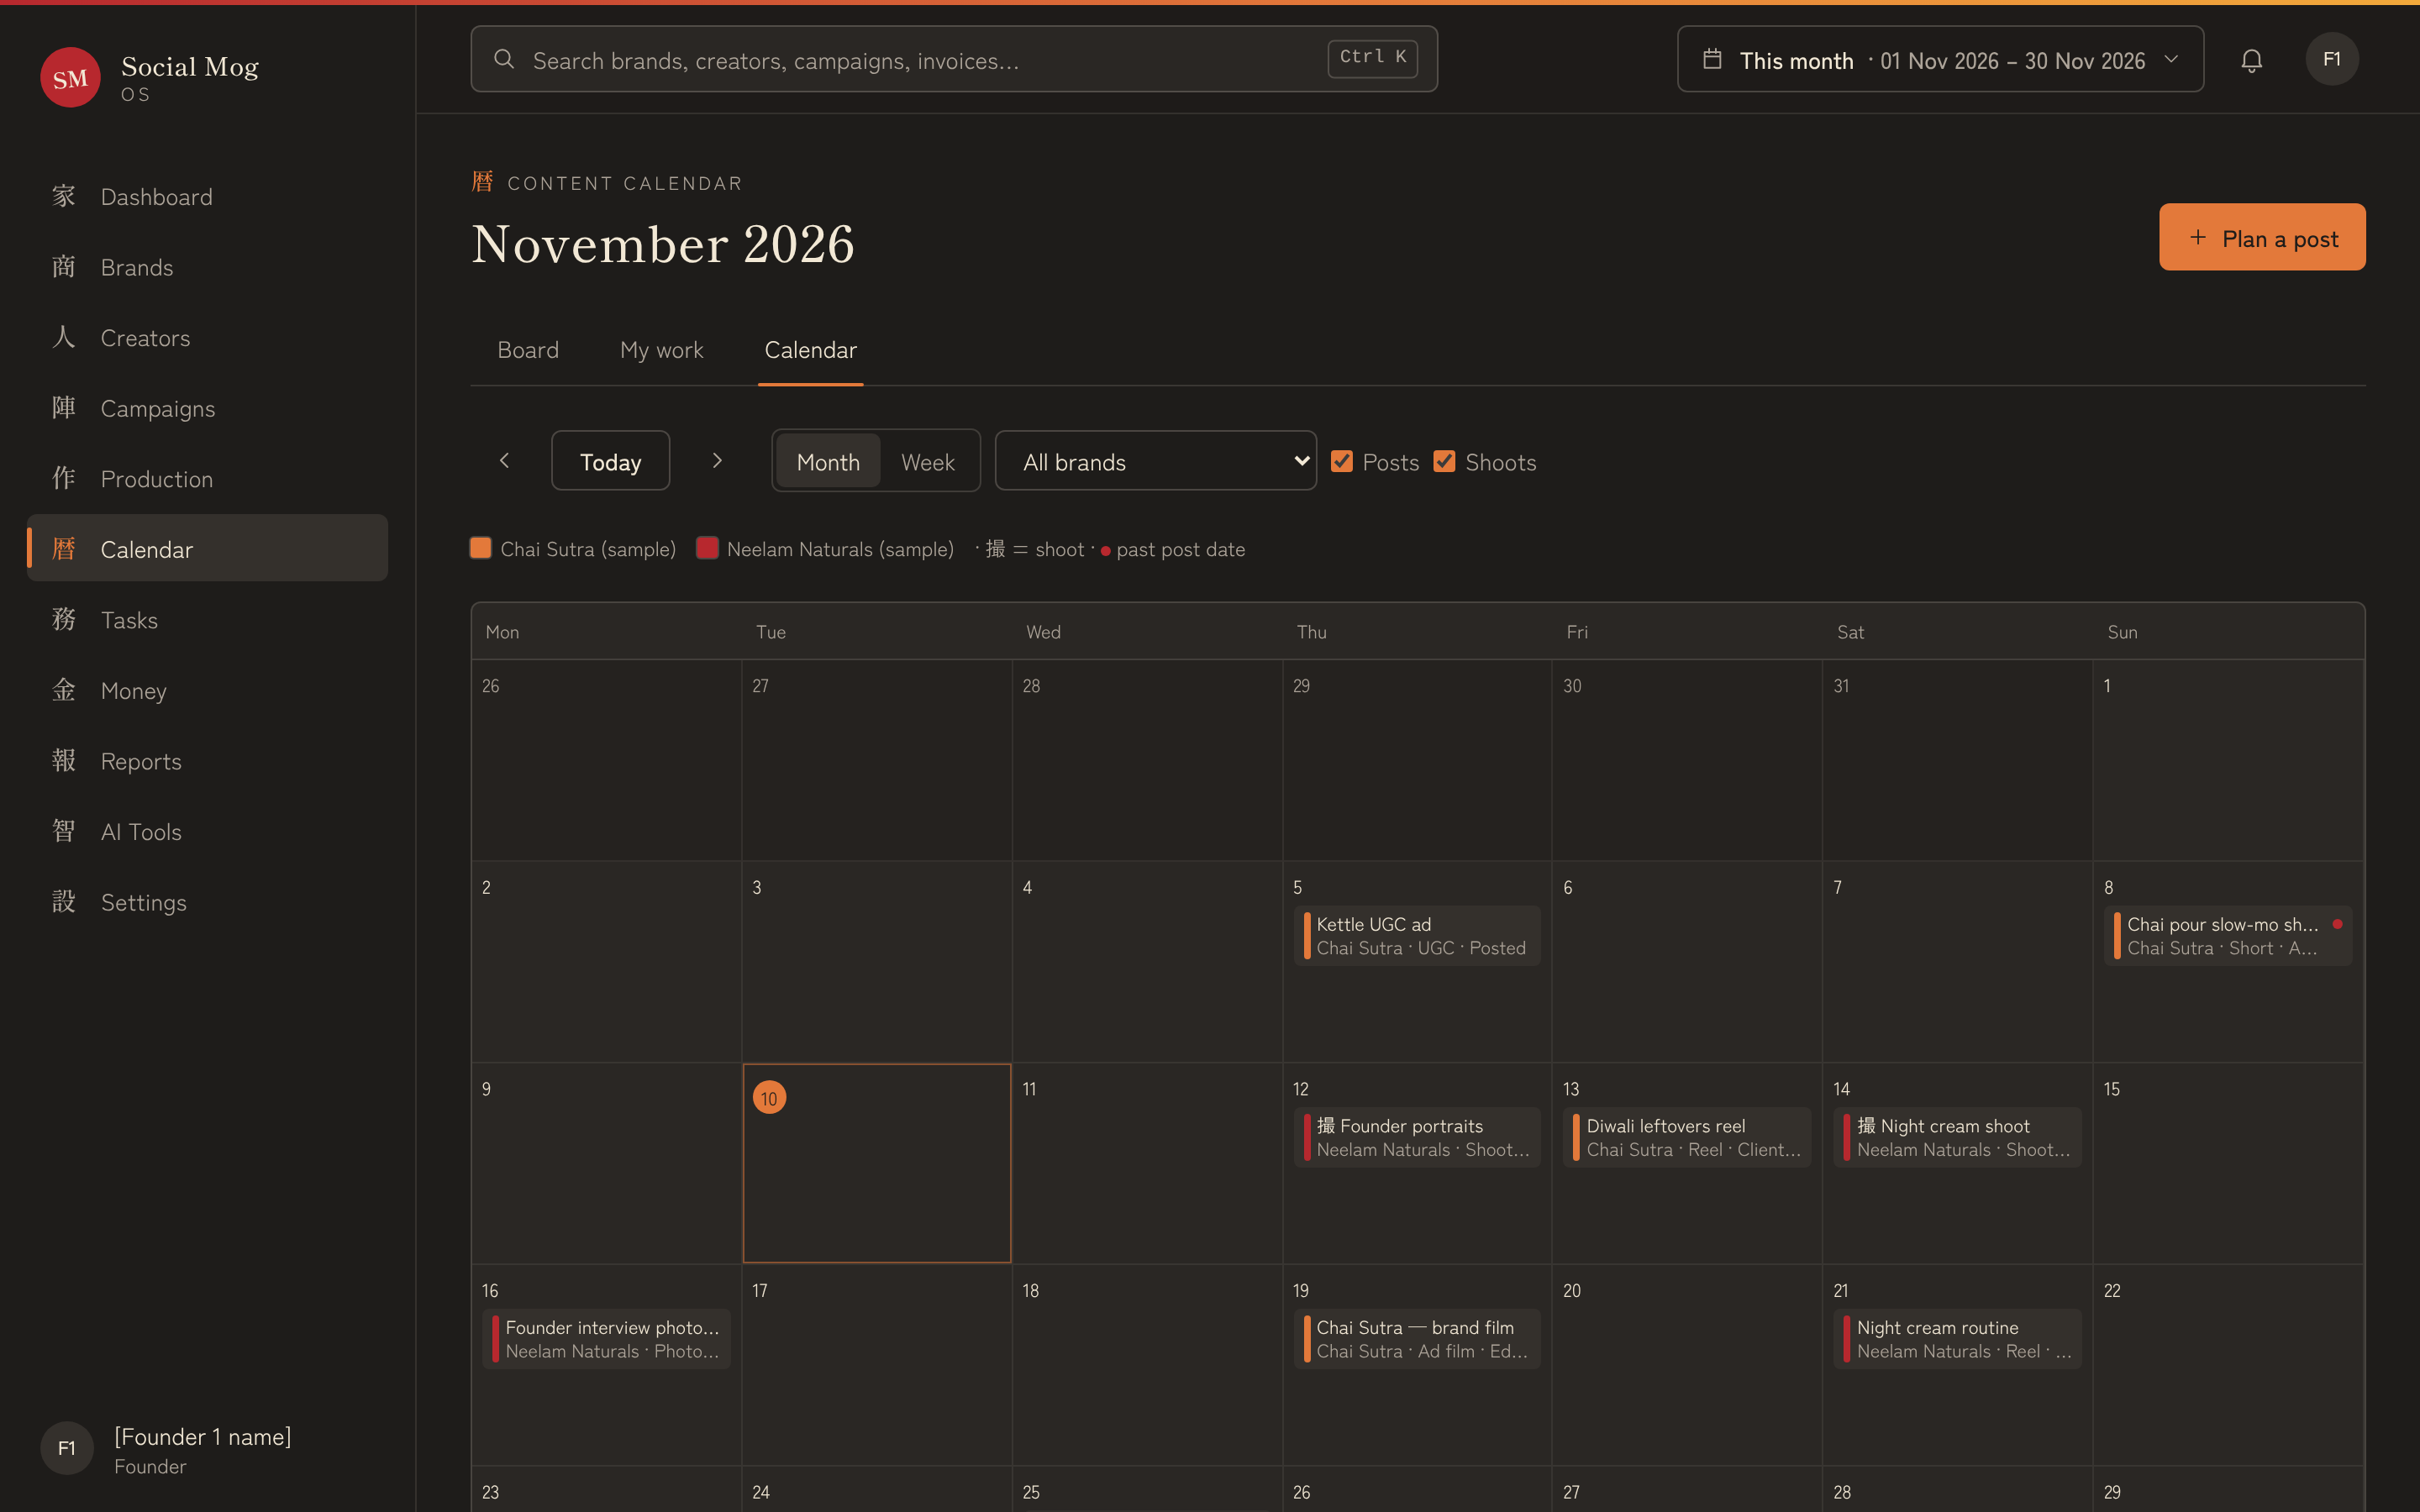 SM
Social Mog
OS
家 Dashboard
商 Brands
人 Creators
陣 Campaigns
作 Production
暦 Calendar
務 Tasks
金 Money
報 Reports
智 AI Tools
設 Settings
F1
[Founder 1 name]
Founder
Search brands, creators, campaigns, invoices... Ctrl K
This month · 01 Nov 2026 – 30 Nov 2026
F1
暦 CONTENT CALENDAR
November 2026
+ Plan a post
Board My work Calendar
Today Month Week All brands Posts Shoots
Chai Sutra (sample) Neelam Naturals (sample) · 撮 = shoot · past post date
Mon Tue Wed Thu Fri Sat Sun
26 27 28 29 30 31 1
2 3 4 5 6 7 8
Kettle UGC ad
Chai Sutra · UGC · Posted
Chai pour slow-mo sh...
Chai Sutra · Short · A...
9 10 11 12 13 14 15
撮 Founder portraits
Neelam Naturals · Shoot...
Diwali leftovers reel
Chai Sutra · Reel · Client...
撮 Night cream shoot
Neelam Naturals · Shoot...
16 17 18 19 20 21 22
Founder interview photo...
Neelam Naturals · Photo...
Chai Sutra — brand film
Chai Sutra · Ad film · Ed...
Night cream routine
Neelam Naturals · Reel · ...
23 24 25 26 27 28 29